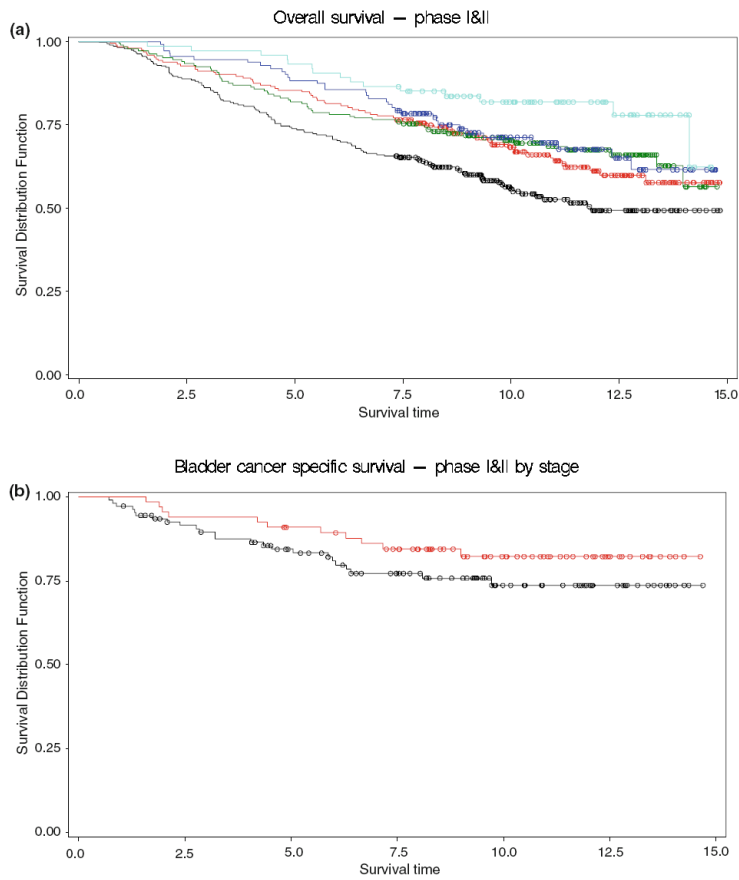 Overall survival – phase I&II
(a)
1.00
0.75
0.50
0.25
0.00
Survival Distribution Function
0.0 2.5 5.0 7.5 10.0 12.5 15.0
Survival time
Bladder cancer specific survival – phase I&II by stage
(b)
1.00
0.75
0.50
0.25
0.00
Survival Distribution Function
0.0 2.5 5.0 7.5 10.0 12.5 15.0
Survival time